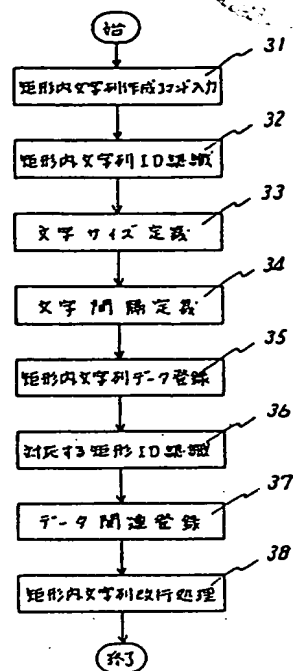 始
31
矩形内文字列作成コマンド入力
32
矩形内文字列ID認識
33
文字サイズ定義
34
文字間隔定義
35
矩形内文字列データ登録
36
対応する矩形ID認識
37
データ関連登録
38
矩形内文字列改行処理
終了